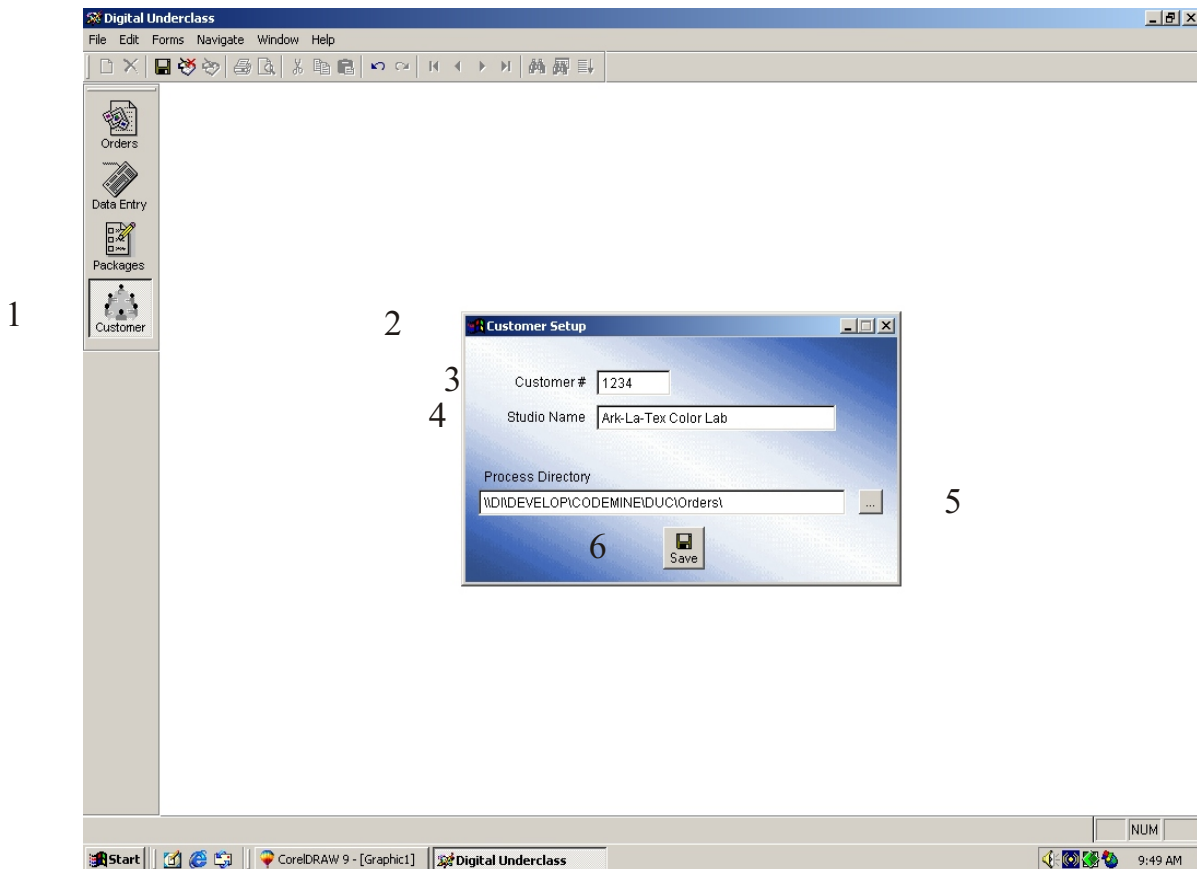 Digital Underclass
File Edit Forms Navigate Window Help
Orders
Data Entry
Packages
1
Customer
2
Customer Setup
3
Customer # 1234
4
Studio Name Ark-La-Tex Color Lab
Process Directory
\\DI\DEVELOP\CODEMINE\DUC\Orders\ ...
5
6
Save
NUM
Start CorelDRAW 9 - [Graphic1] Digital Underclass 9:49 AM